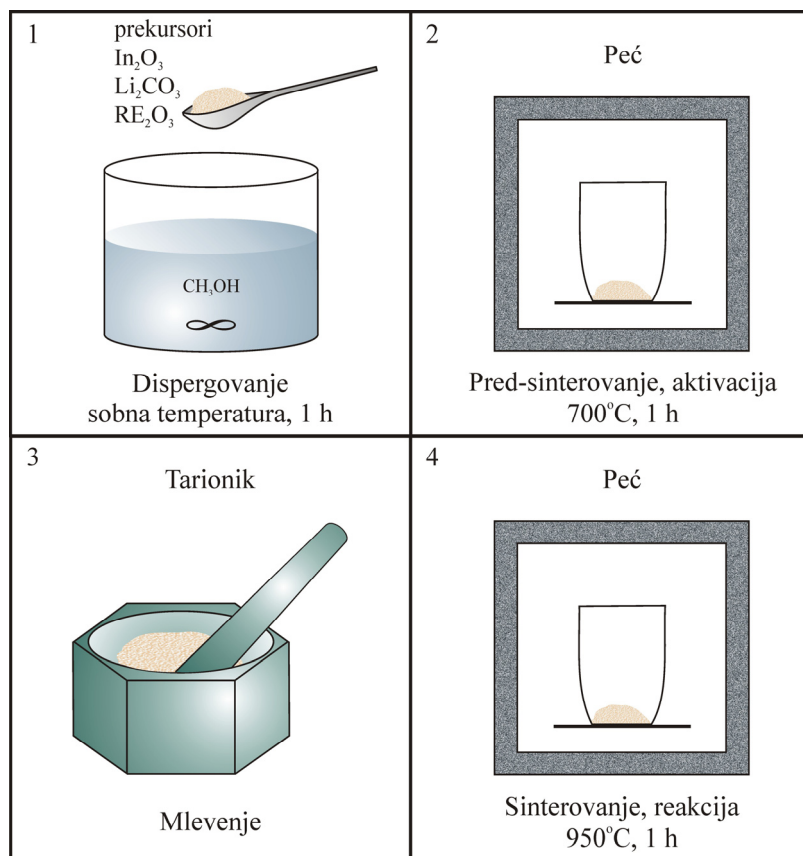 1
prekursori
In₂O₃
Li₂CO₃
RE₂O₃
CH₃OH
Dispergovanje
sobna temperatura, 1 h
2
Peć
Pred-sinterovanje, aktivacija
700°C, 1 h
3
Tarionik
Mlevenje
4
Peć
Sinterovanje, reakcija
950°C, 1 h